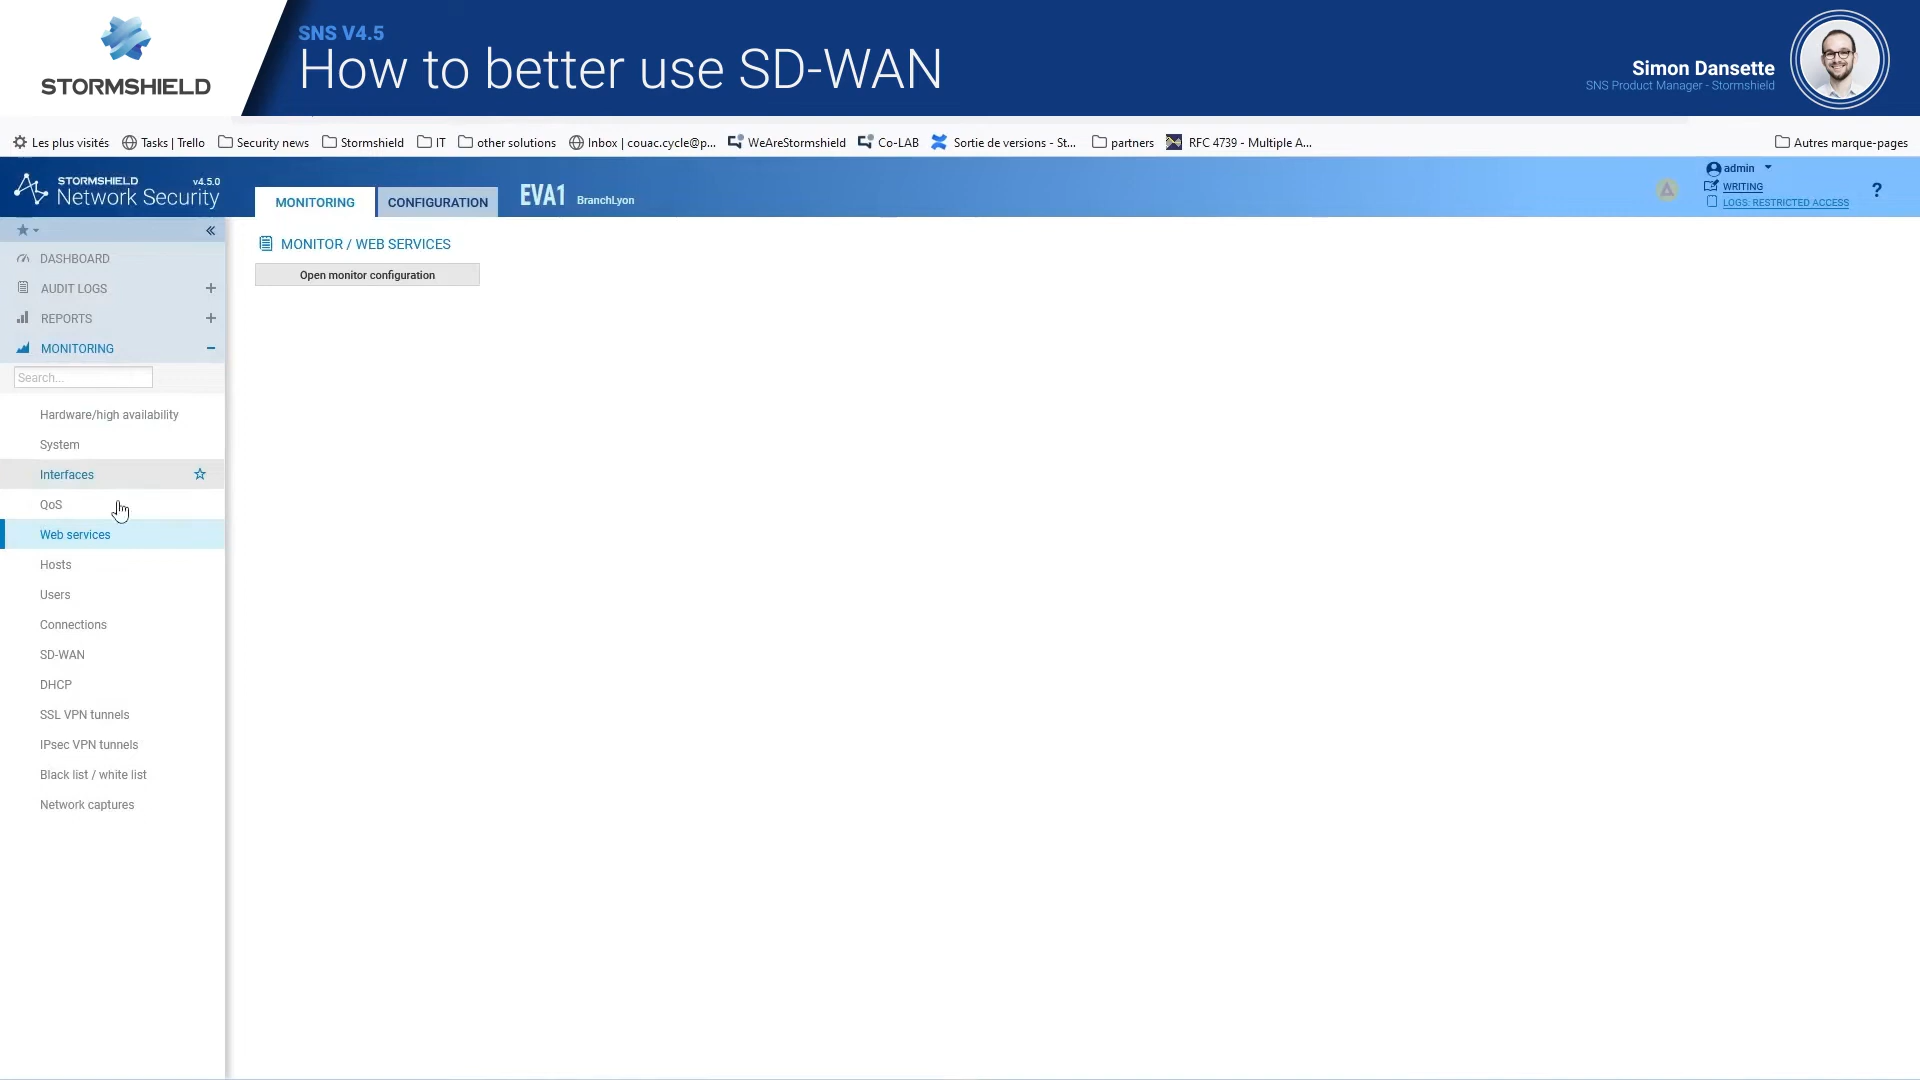 STORMSHIELD
SNS V4.5
How to better use SD-WAN
Simon Dansette
SNS Product Manager - Stormshield
Les plus visités
Tasks | Trello
Security news
Stormshield
IT
other solutions
Inbox | couac.cycle@p...
WeAreStormshield
Co-LAB
Sortie de versions - St...
partners
RFC 4739 - Multiple A...
Autres marque-pages
STORMSHIELD
v4.5.0
Network Security
MONITORING
CONFIGURATION
EVA1
BranchLyon
admin
WRITING
LOGS: RESTRICTED ACCESS
?
DASHBOARD
AUDIT LOGS
REPORTS
MONITORING
Search...
Hardware/high availability
System
Interfaces
QoS
Web services
Hosts
Users
Connections
SD-WAN
DHCP
SSL VPN tunnels
IPsec VPN tunnels
Black list / white list
Network captures
MONITOR / WEB SERVICES
Open monitor configuration